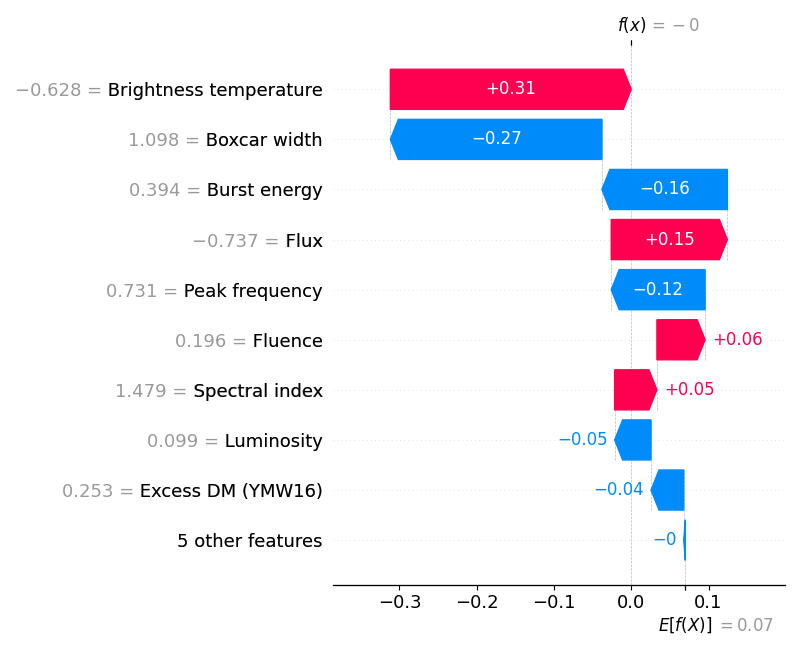 f(x) = −0
−0.628 = Brightness temperature
+0.31
1.098 = Boxcar width
−0.27
0.394 = Burst energy
−0.16
−0.737 = Flux
+0.15
0.731 = Peak frequency
−0.12
0.196 = Fluence
+0.06
1.479 = Spectral index
+0.05
0.099 = Luminosity
−0.05
0.253 = Excess DM (YMW16)
−0.04
5 other features
−0
−0.3 −0.2 −0.1 0.0 0.1
E[f(X)] = 0.07